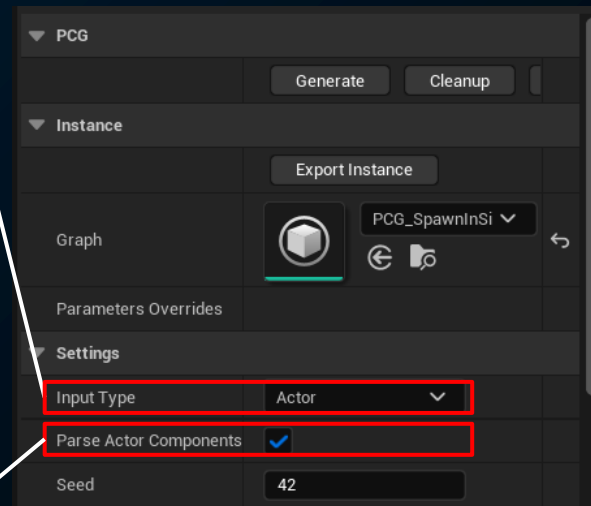 PCG
Generate Cleanup
Instance
Export Instance
Graph PCG_SpawnInSi
Parameters Overrides
Settings
Input Type Actor
Parse Actor Components
Seed 42